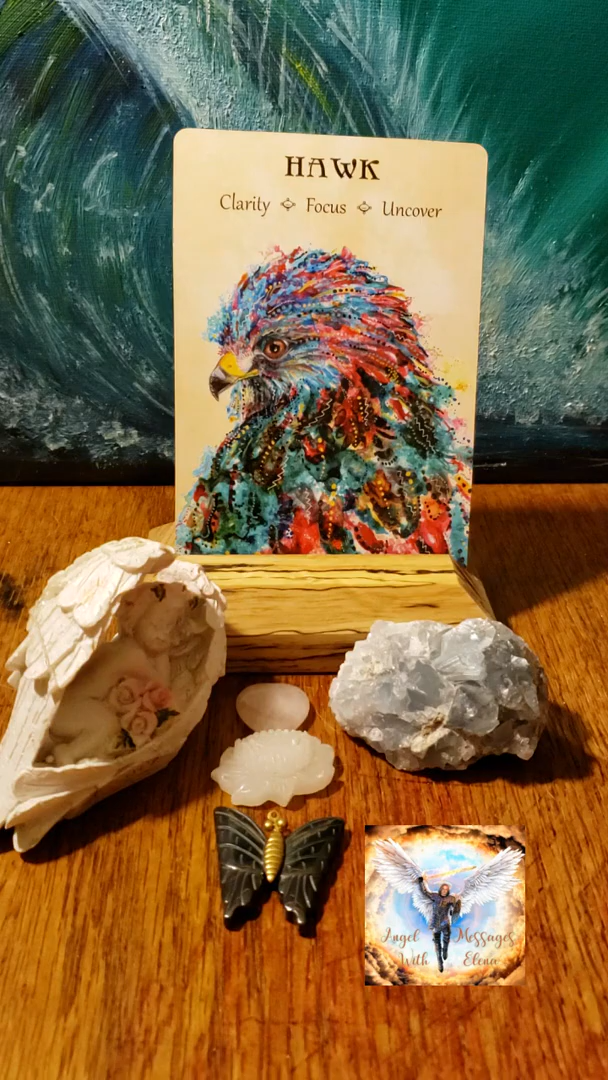 HAWK
Clarity ⟡ Focus ⟡ Uncover
Angel Messages
With Elena